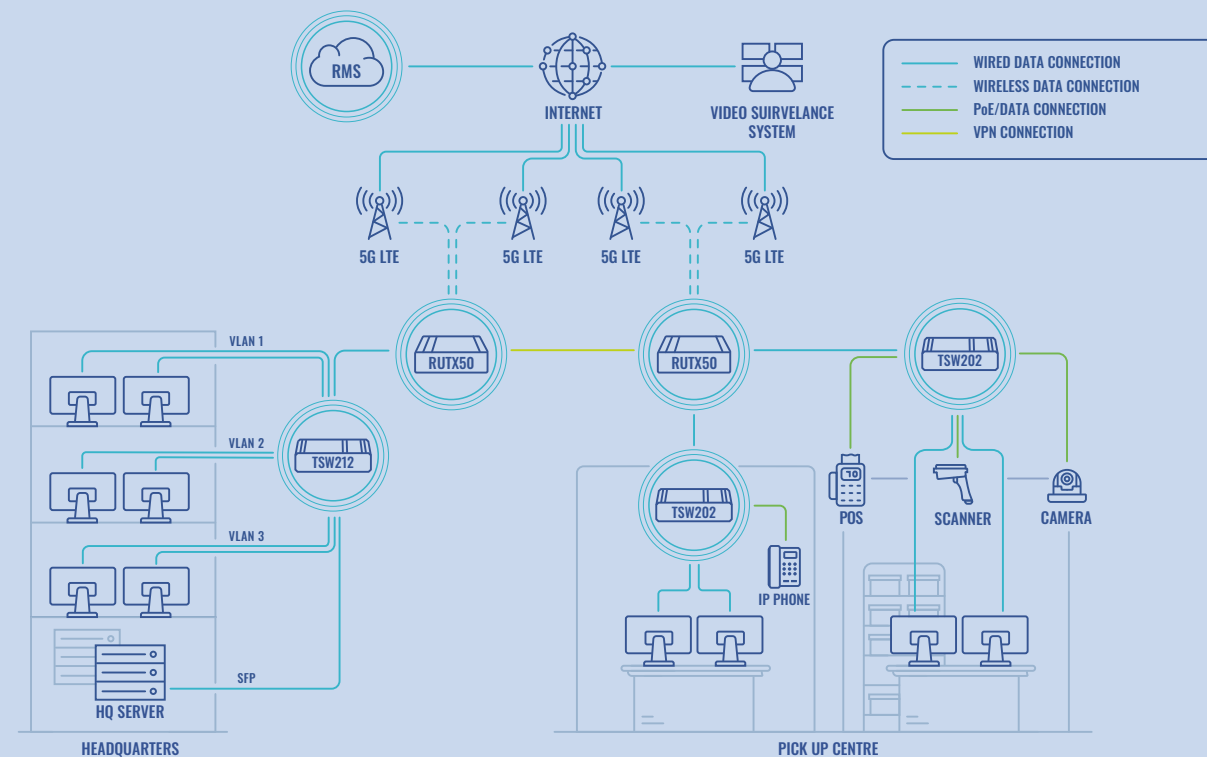 RMS
INTERNET
VIDEO SUIRVELANCE
SYSTEM
WIRED DATA CONNECTION
WIRELESS DATA CONNECTION
PoE/DATA CONNECTION
VPN CONNECTION
5G LTE
5G LTE
5G LTE
5G LTE
RUTX50
RUTX50
TSW202
VLAN 1
VLAN 2
TSW212
VLAN 3
TSW202
POS
SCANNER
CAMERA
IP PHONE
SFP
HQ SERVER
HEADQUARTERS
PICK UP CENTRE